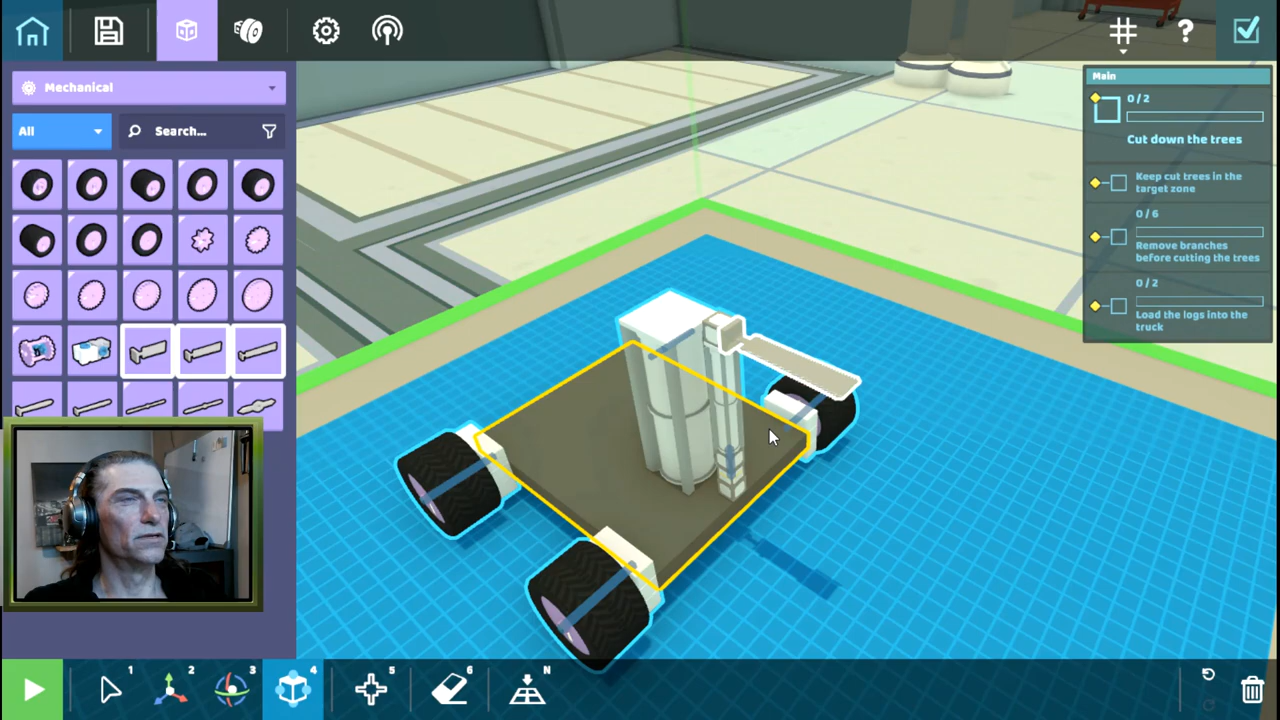 Mechanical
All
Search...
Main
0/2
Cut down the trees
Keep cut trees in the
target zone
0/6
Remove branches
before cutting the trees
0/2
Load the logs into the
truck
1
2
3
4
5
6
N
?